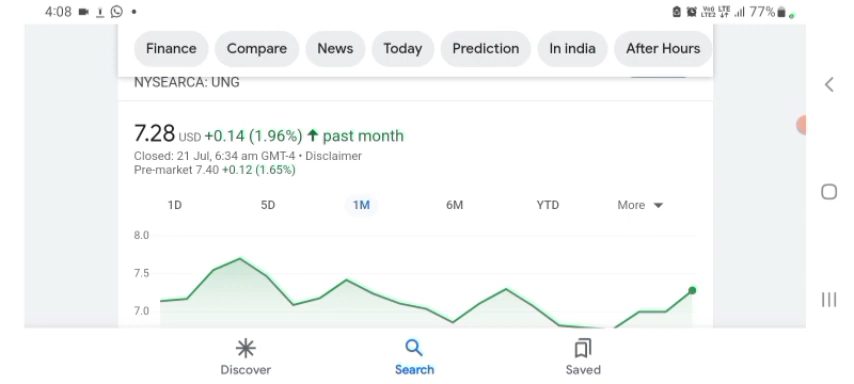 4:08
77%
Finance Compare News Today Prediction In india After Hours
NYSEARCA: UNG
7.28 USD +0.14 (1.96%) ↑ past month
Closed: 21 Jul, 6:34 am GMT-4 • Disclaimer
Pre-market 7.40 +0.12 (1.65%)
1D 5D 1M 6M YTD More
8.0
7.5
7.0
Discover Search Saved